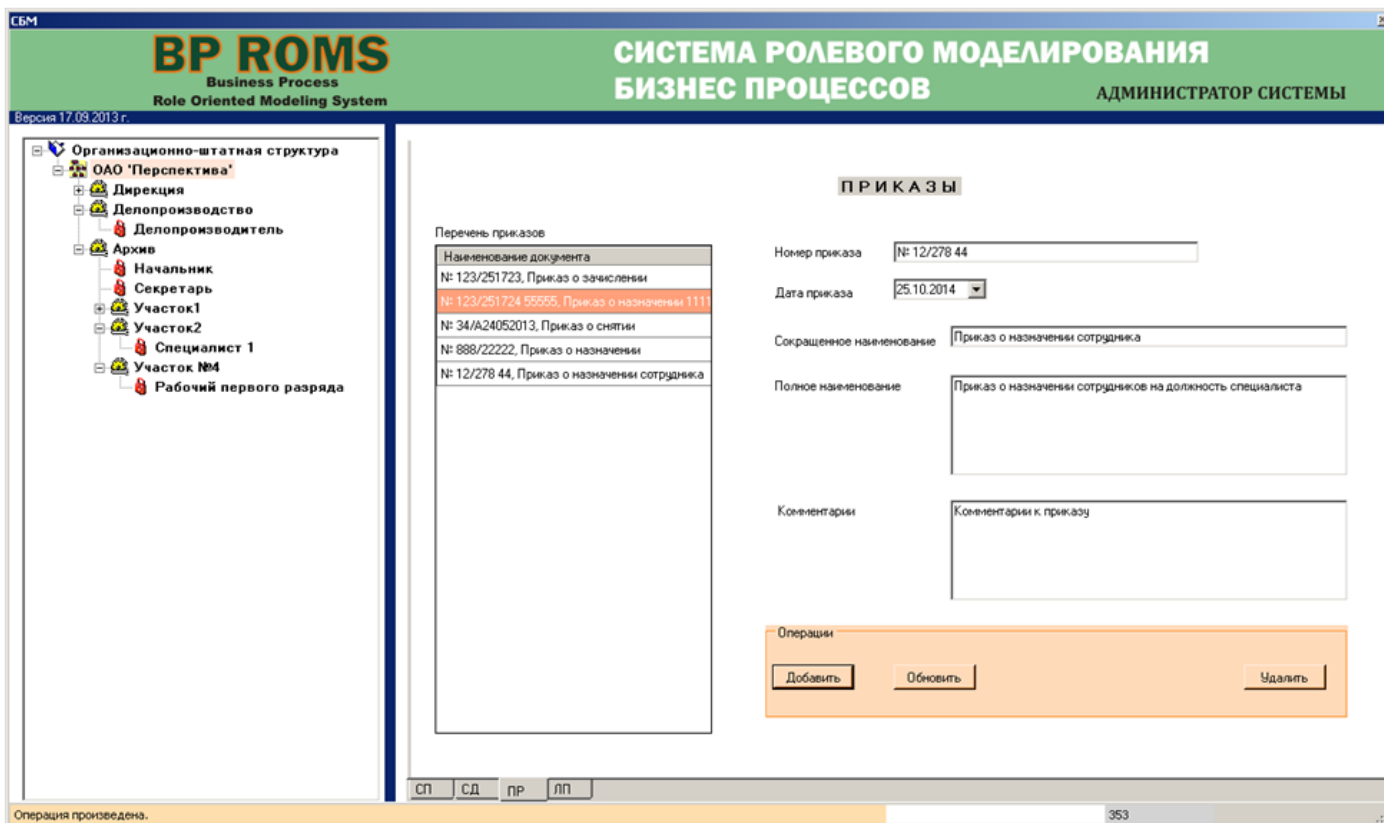 СБМ
BP ROMS
Business Process
Role Oriented Modeling System
СИСТЕМА РОЛЕВОГО МОДЕЛИРОВАНИЯ
БИЗНЕС ПРОЦЕССОВ
АДМИНИСТРАТОР СИСТЕМЫ
Версия 17.09.2013 г.
Организационно-штатная структура
ОАО 'Перспектива'
Дирекция
Делопроизводство
Делопроизводитель
Архив
Начальник
Секретарь
Участок1
Участок2
Специалист 1
Участок №4
Рабочий первого разряда
ПРИКАЗЫ
Перечень приказов
Наименование документа
№ 123/251723, Приказ о зачислении
№ 123/251724 55555, Приказ о назначении 1111
№ 34/А24052013, Приказ о снятии
№ 888/22222, Приказ о назначении
№ 12/278 44, Приказ о назначении сотрудника
Номер приказа № 12/278 44
Дата приказа 25.10.2014
Сокращенное наименование Приказ о назначении сотрудника
Полное наименование Приказ о назначении сотрудников на должность специалиста
Комментарии Комментарии к приказу
Операции
Добавить Обновить Удалить
СП СД ПР ЛП
Операция произведена. 353